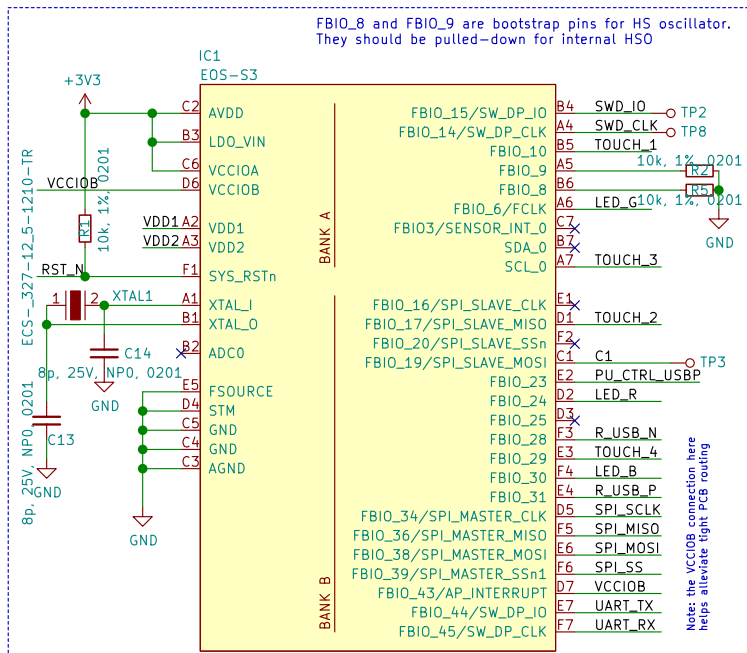 FBIO_8 and FBIO_9 are bootstrap pins for HS oscillator.
They should be pulled-down for internal HSO
IC1
EOS-S3
+3V3
C2 AVDD
B3 LDO_VIN
C6 VCCIOA
VCCIOB D6 VCCIOB
R1
10k, 1%, 0201
VDD1 A2 VDD1
VDD2 A3 VDD2
RST_N F1 SYS_RSTn
ECS-.327-12_5-1210-TR
1 2 XTAL1
A1 XTAL_I
B1 XTAL_O
B2 ADC0
C14
8p, 25V, NP0, 0201
GND
C13
8p, 25V, NP0, 0201
GND
E5 FSOURCE
D4 STM
C5 GND
C4 GND
C3 AGND
GND
BANK A
BANK B
FBIO_15/SW_DP_IO B4 SWD_IO TP2
FBIO_14/SW_DP_CLK A4 SWD_CLK TP8
FBIO_10 B5 TOUCH_1
10k, 1%, 0201
FBIO_9 A5 R2
FBIO_8 B6 R5
10k, 1%, 0201
FBIO_6/FCLK A6 LED_G
GND
FBIO3/SENSOR_INT_0 C7
SDA_0 B7
SCL_0 A7 TOUCH_3
FBIO_16/SPI_SLAVE_CLK E1
FBIO_17/SPI_SLAVE_MISO D1 TOUCH_2
FBIO_20/SPI_SLAVE_SSn F2
FBIO_19/SPI_SLAVE_MOSI C1 C1 TP3
FBIO_23 E2 PU_CTRL_USBP
FBIO_24 D2 LED_R
FBIO_25 D3
FBIO_28 F3 R_USB_N
FBIO_29 E3 TOUCH_4
FBIO_30 F4 LED_B
FBIO_31 E4 R_USB_P
FBIO_34/SPI_MASTER_CLK D5 SPI_SCLK
FBIO_36/SPI_MASTER_MISO F5 SPI_MISO
FBIO_38/SPI_MASTER_MOSI E6 SPI_MOSI
FBIO_39/SPI_MASTER_SSn1 F6 SPI_SS
FBIO_43/AP_INTERRUPT D7 VCCIOB
FBIO_44/SW_DP_IO E7 UART_TX
FBIO_45/SW_DP_CLK F7 UART_RX
Note: the VCCIOB connection here
helps alleviate tight PCB routing